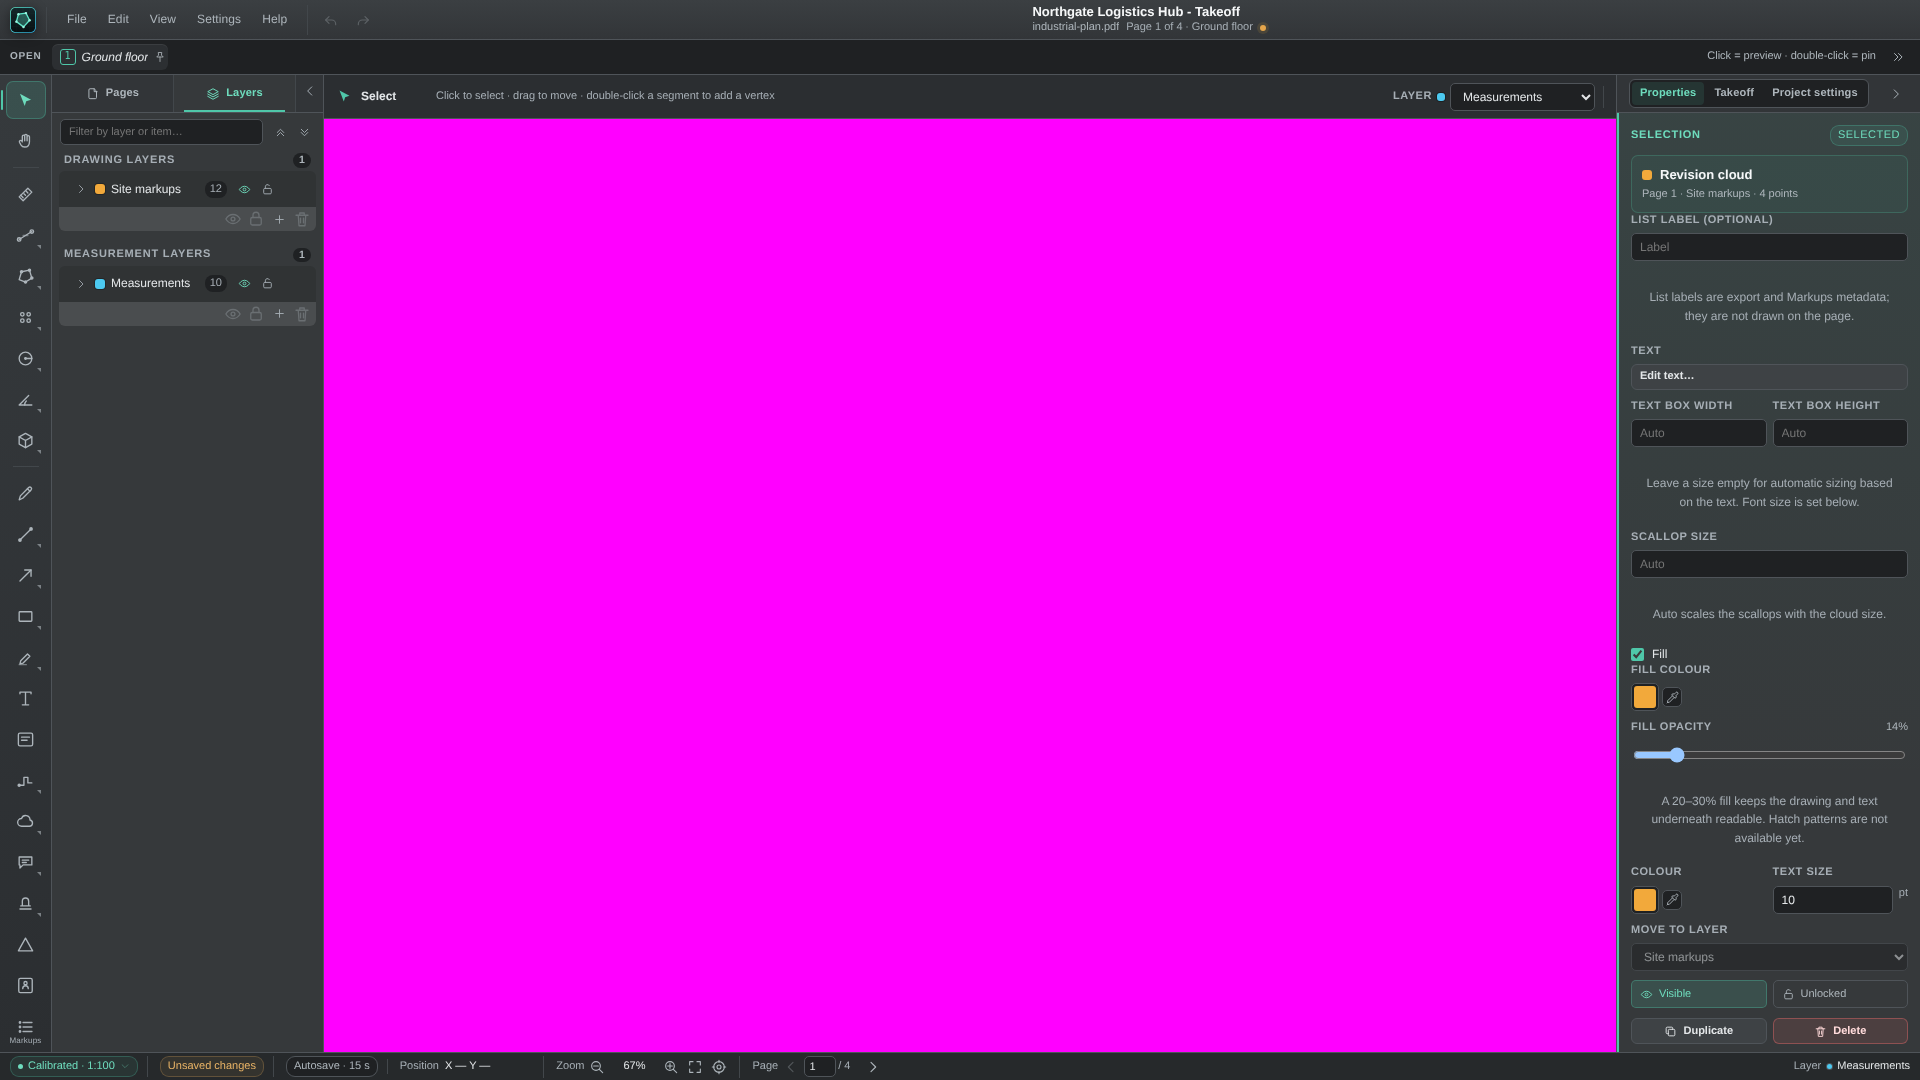 File Edit View Settings Help
Northgate Logistics Hub - Takeoff
industrial-plan.pdf Page 1 of 4 · Ground floor
OPEN 1 Ground floor
Click = preview · double-click = pin
Pages Layers
Select Click to select · drag to move · double-click a segment to add a vertex
LAYER Measurements
Properties Takeoff Project settings
Filter by layer or item…
DRAWING LAYERS 1
Site markups 12
MEASUREMENT LAYERS 1
Measurements 10
SELECTION SELECTED
Revision cloud
Page 1 · Site markups · 4 points
LIST LABEL (OPTIONAL)
Label
List labels are export and Markups metadata;
they are not drawn on the page.
TEXT
Edit text…
TEXT BOX WIDTH TEXT BOX HEIGHT
Auto Auto
Leave a size empty for automatic sizing based
on the text. Font size is set below.
SCALLOP SIZE
Auto
Auto scales the scallops with the cloud size.
Fill
FILL COLOUR
FILL OPACITY 14%
A 20–30% fill keeps the drawing and text
underneath readable. Hatch patterns are not
available yet.
COLOUR TEXT SIZE
10 pt
MOVE TO LAYER
Site markups
Visible Unlocked
Duplicate Delete
Markups
Calibrated · 1:100 Unsaved changes Autosave · 15 s Position X — Y — Zoom 67% Page 1 / 4 Layer Measurements